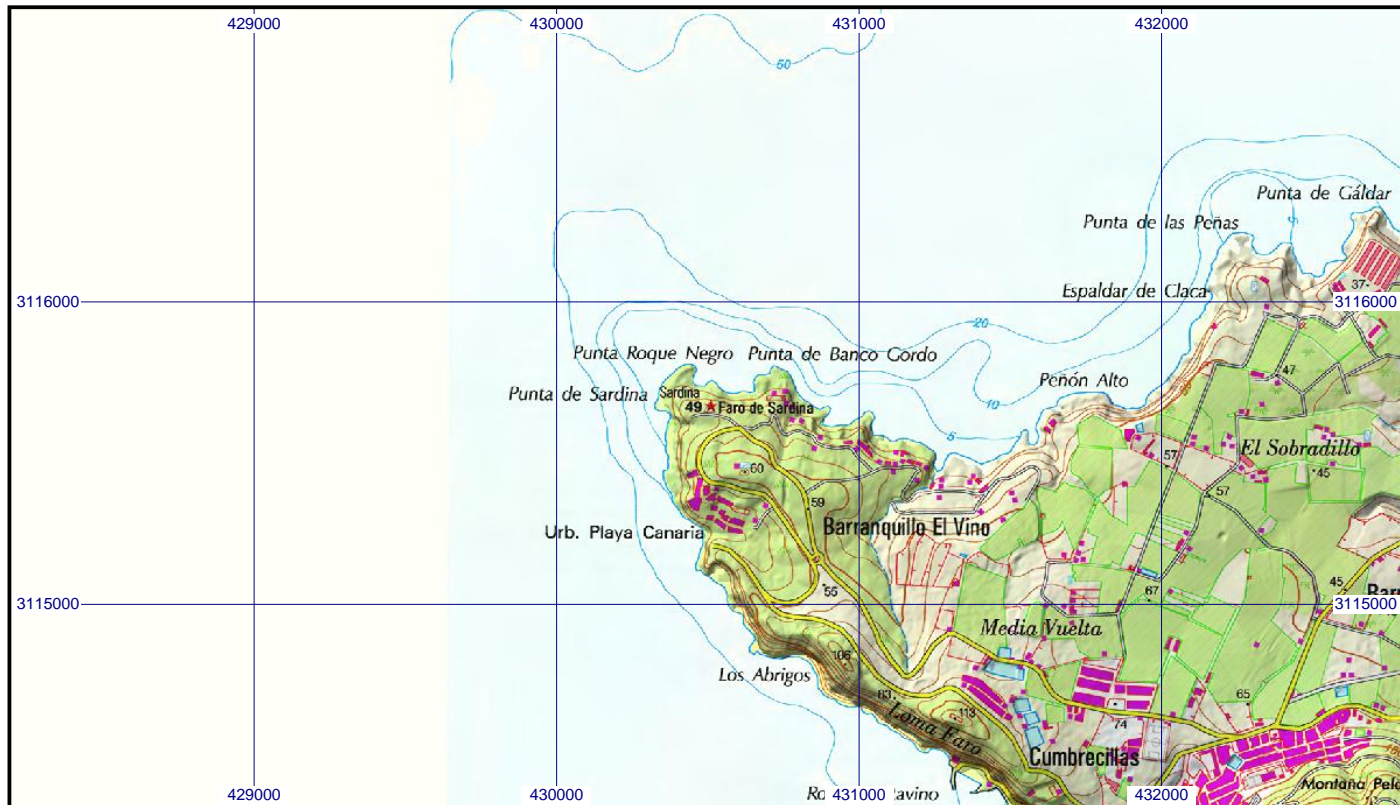 429000
430000
431000
432000
50
Punta de Gáldar
Punta de las Peñas
5
Espaldar de Claca
37
3116000
3116000
20
Punta Roque Negro
Punta de Banco Gordo
47
Peñón Alto
10
Punta de Sardina
Sardina
49
Faro de Sardina
5
El Sobradillo
57
60
45
57
59
Barranquillo El Vino
Urb. Playa Canaria
55
45
67
3115000
3115000
Media Vuelta
106
Los Abrigos
83
65
113
74
Loma Faro
Cumbrecillas
Montaña
429000
430000
431000
432000